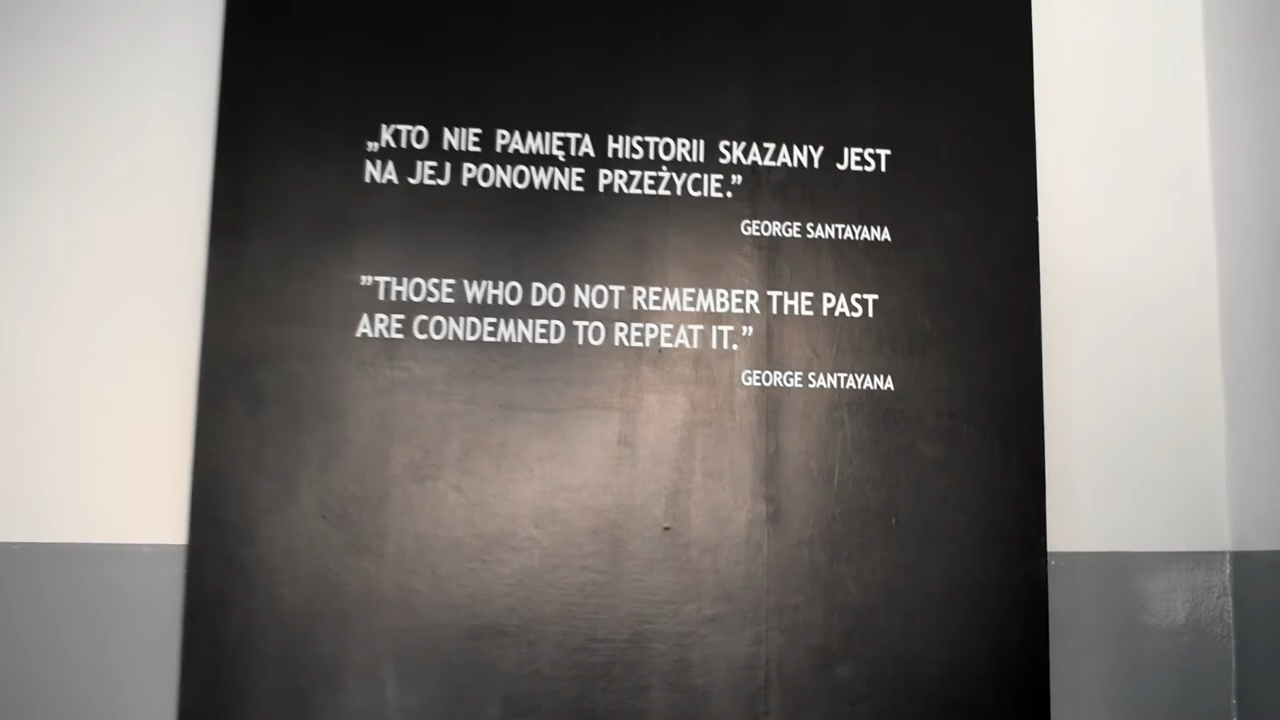 „KTO NIE PAMIĘTA HISTORII SKAZANY JEST
NA JEJ PONOWNE PRZEŻYCIE.”
GEORGE SANTAYANA
”THOSE WHO DO NOT REMEMBER THE PAST
ARE CONDEMNED TO REPEAT IT.”
GEORGE SANTAYANA